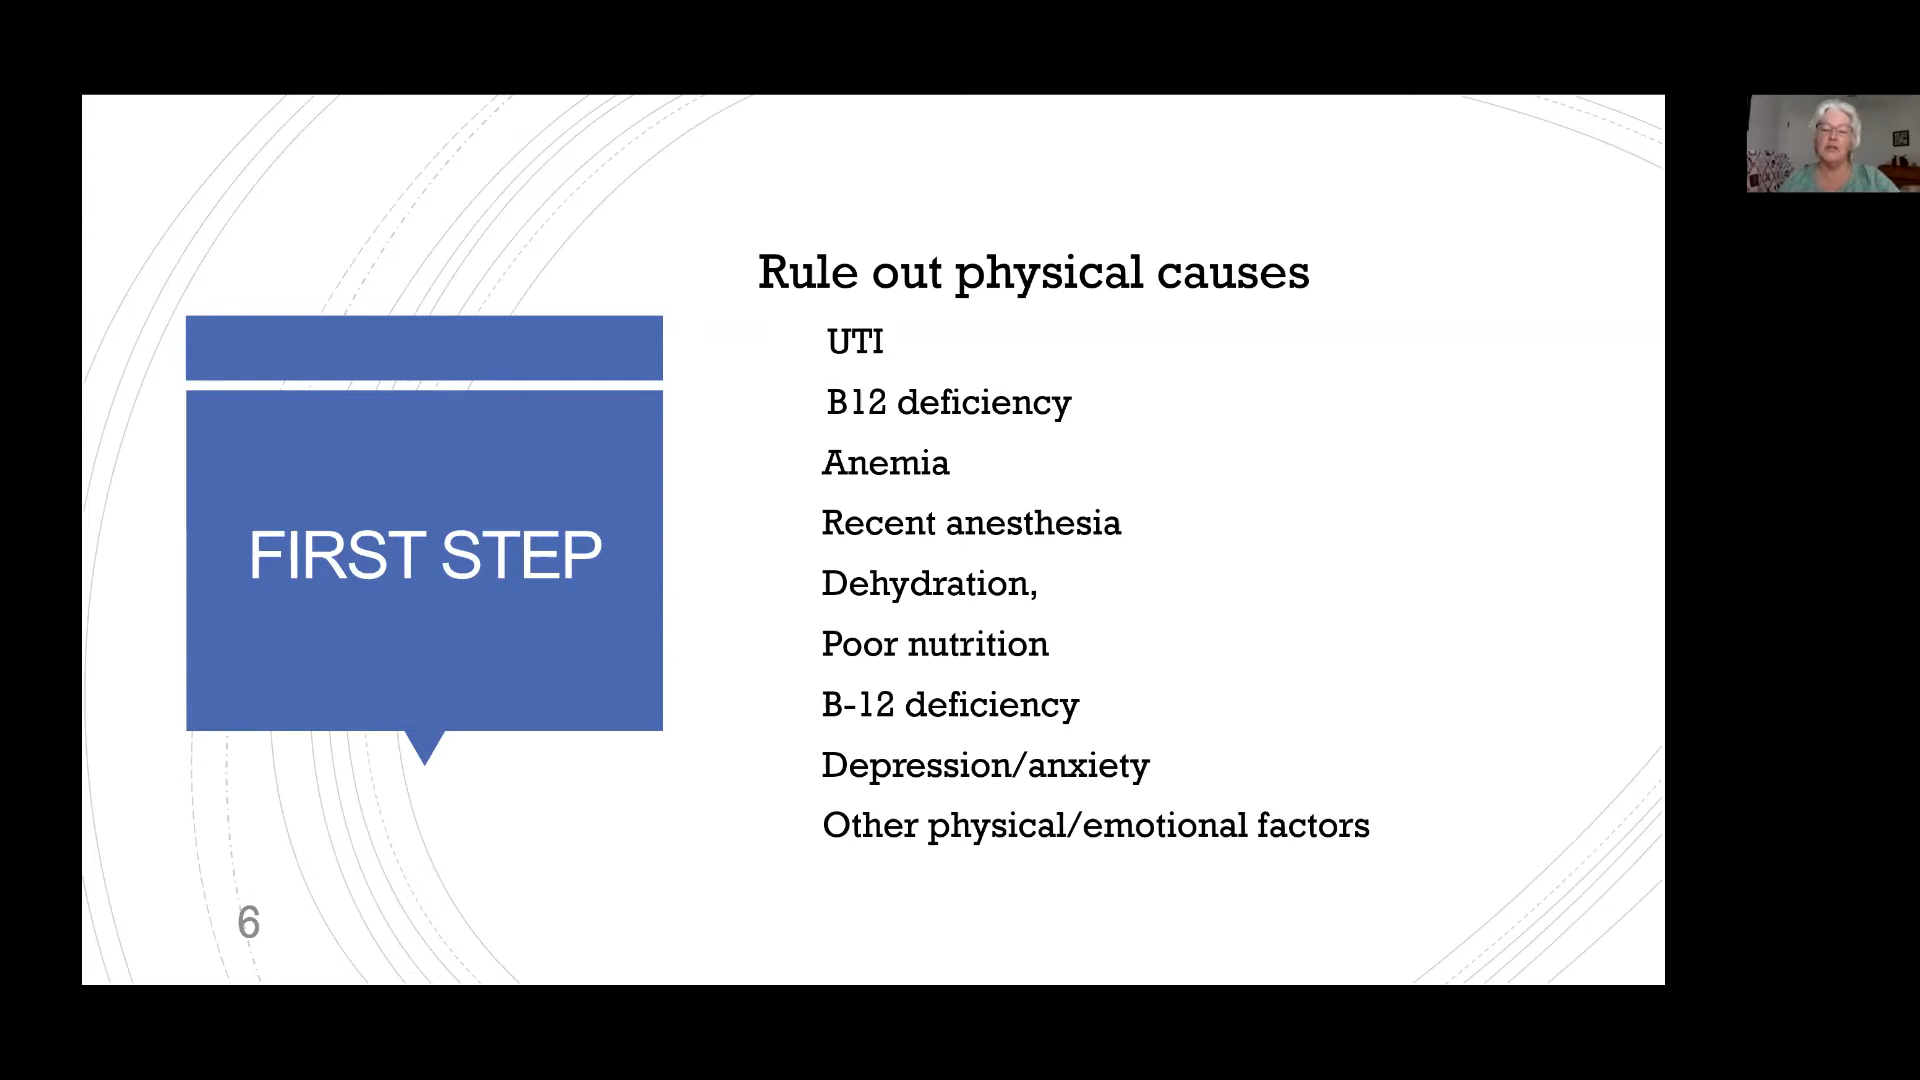 FIRST STEP
Rule out physical causes
UTI
B12 deficiency
Anemia
Recent anesthesia
Dehydration,
Poor nutrition
B-12 deficiency
Depression/anxiety
Other physical/emotional factors
6